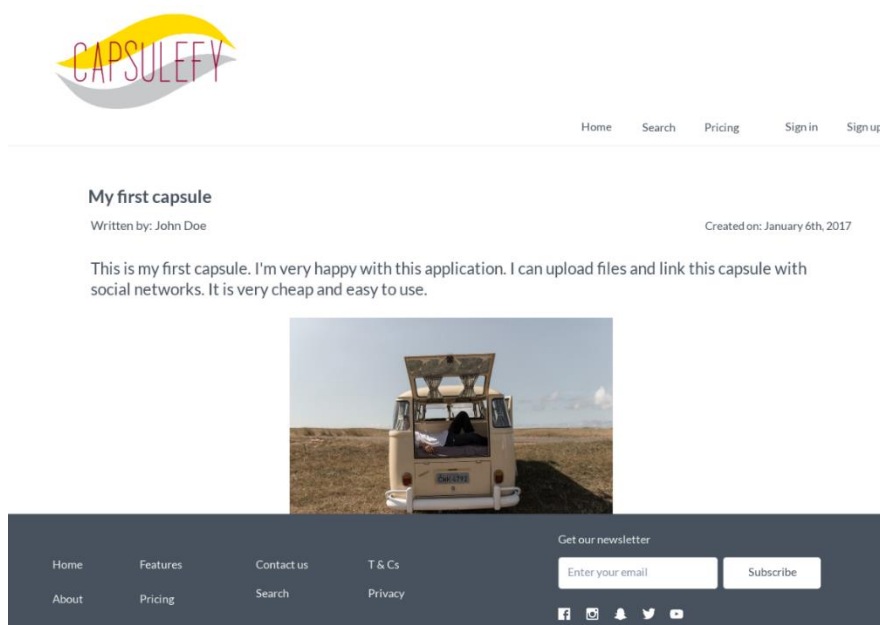 CAPSULEFY
Home Search Pricing Sign in Sign up
My first capsule
Written by: John Doe Created on: January 6th, 2017
This is my first capsule. I'm very happy with this application. I can upload files and link this capsule with
social networks. It is very cheap and easy to use.
Get our newsletter
Home Features Contact us T & Cs
Enter your email Subscribe
About Pricing Search Privacy